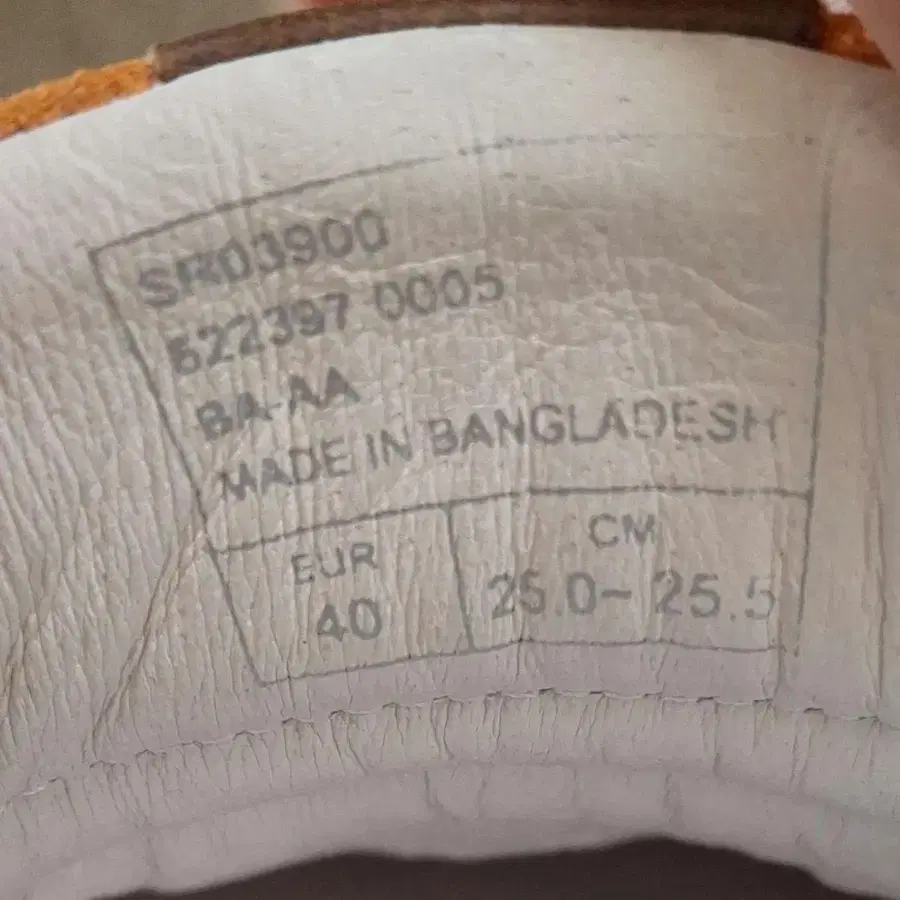 SR03900
522397 0005
BA-AA
MADE IN BANGLADESH
EUR
40
CM
25.0~ 25.5